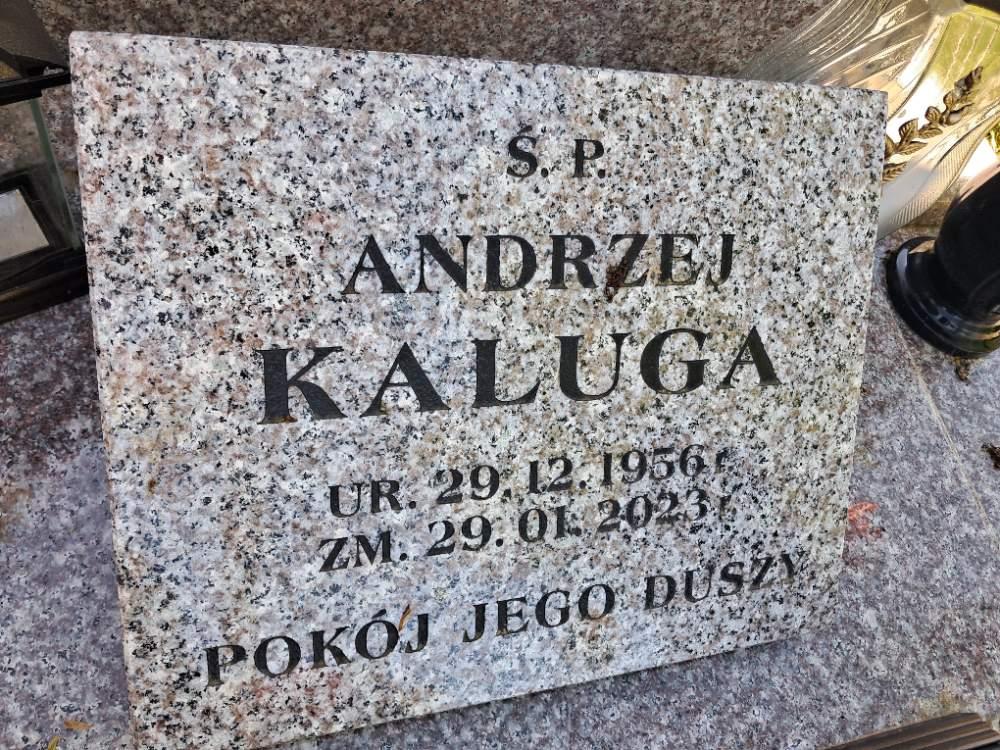 Ś. P.
ANDRZEJ
KALUGA
UR. 29.12.1956 r.
ZM. 29.01.2023 r.
POKÓJ JEGO DUSZY